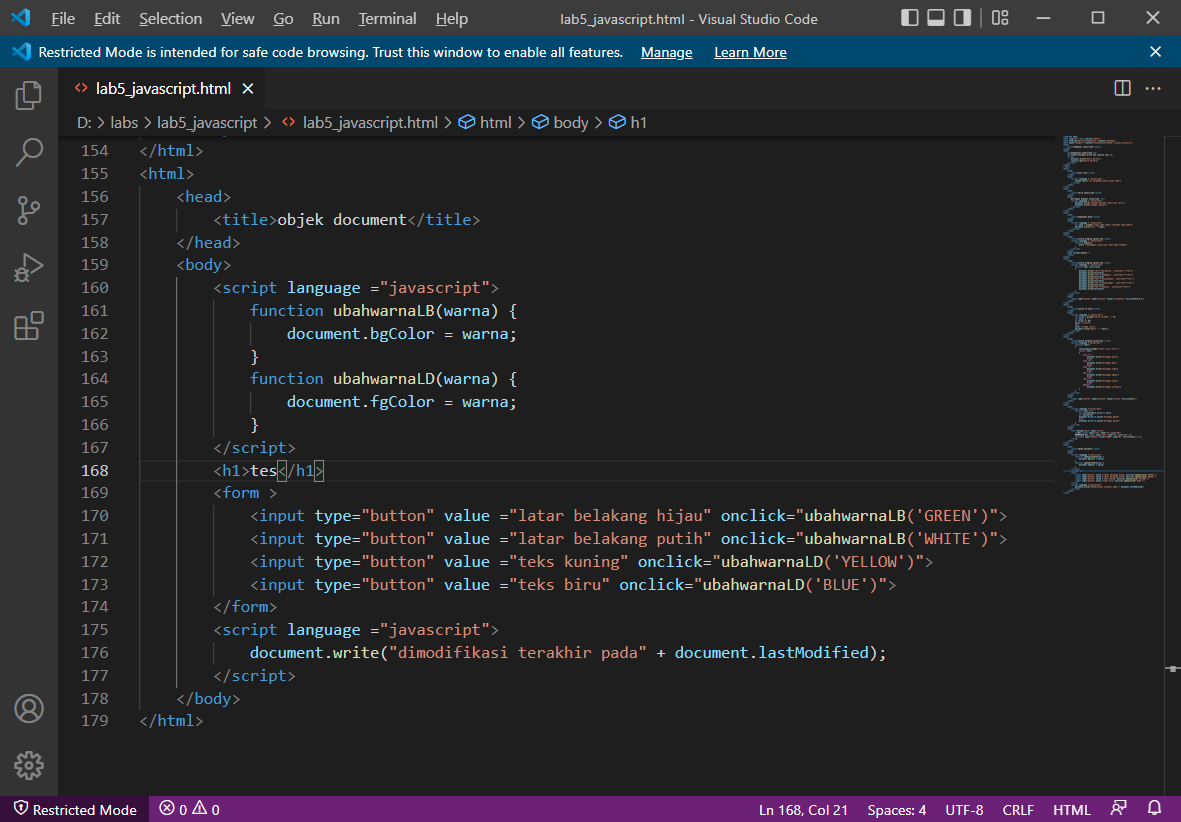 File Edit Selection View Go Run Terminal Help lab5_javascript.html - Visual Studio Code
Restricted Mode is intended for safe code browsing. Trust this window to enable all features. Manage Learn More
lab5_javascript.html
D: > labs > lab5_javascript > lab5_javascript.html > html > body > h1
154 </html>
155 <html>
156 <head>
157 <title>objek document</title>
158 </head>
159 <body>
160 <script language ="javascript">
161 function ubahwarnaLB(warna) {
162 document.bgColor = warna;
163 }
164 function ubahwarnaLD(warna) {
165 document.fgColor = warna;
166 }
167 </script>
168 <h1>tes</h1>
169 <form >
170 <input type="button" value ="latar belakang hijau" onclick="ubahwarnaLB('GREEN')">
171 <input type="button" value ="latar belakang putih" onclick="ubahwarnaLB('WHITE')">
172 <input type="button" value ="teks kuning" onclick="ubahwarnaLD('YELLOW')">
173 <input type="button" value ="teks biru" onclick="ubahwarnaLD('BLUE')">
174 </form>
175 <script language ="javascript">
176 document.write("dimodifikasi terakhir pada" + document.lastModified);
177 </script>
178 </body>
179 </html>
Restricted Mode 0 0 Ln 168, Col 21 Spaces: 4 UTF-8 CRLF HTML